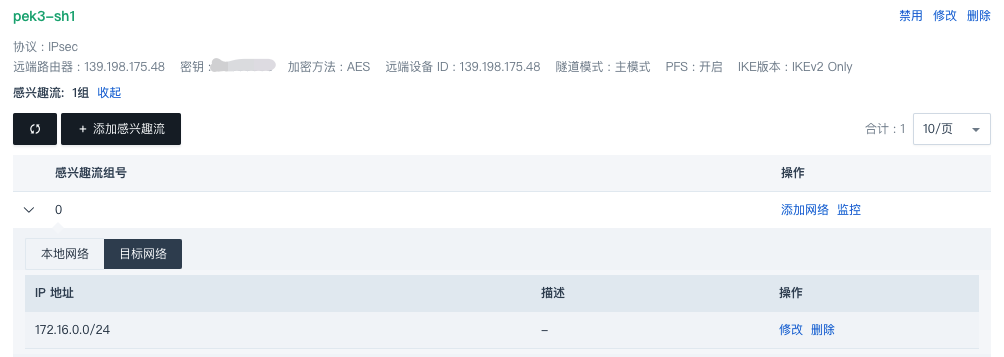 pek3-sh1 禁用 修改 删除
协议 : IPsec
远端路由器 : 139.198.175.48 密钥 : 加密方法 : AES 远端设备 ID : 139.198.175.48 隧道模式 : 主模式 PFS : 开启 IKE版本 : IKEv2 Only
感兴趣流: 1组 收起
+ 添加感兴趣流 合计 : 1 10/页
感兴趣流组号 操作
0 添加网络 监控
本地网络 目标网络
IP 地址 描述 操作
172.16.0.0/24 – 修改 删除